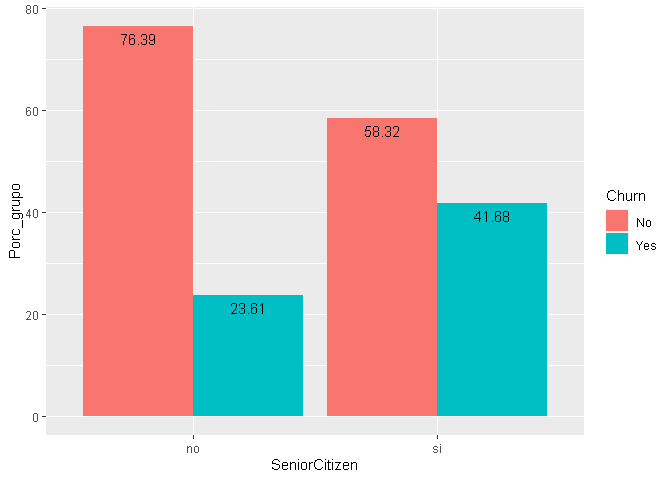 80
60
40
20
0
Porc_grupo
76.39
23.61
58.32
41.68
no
si
SeniorCitizen
Churn
No
Yes